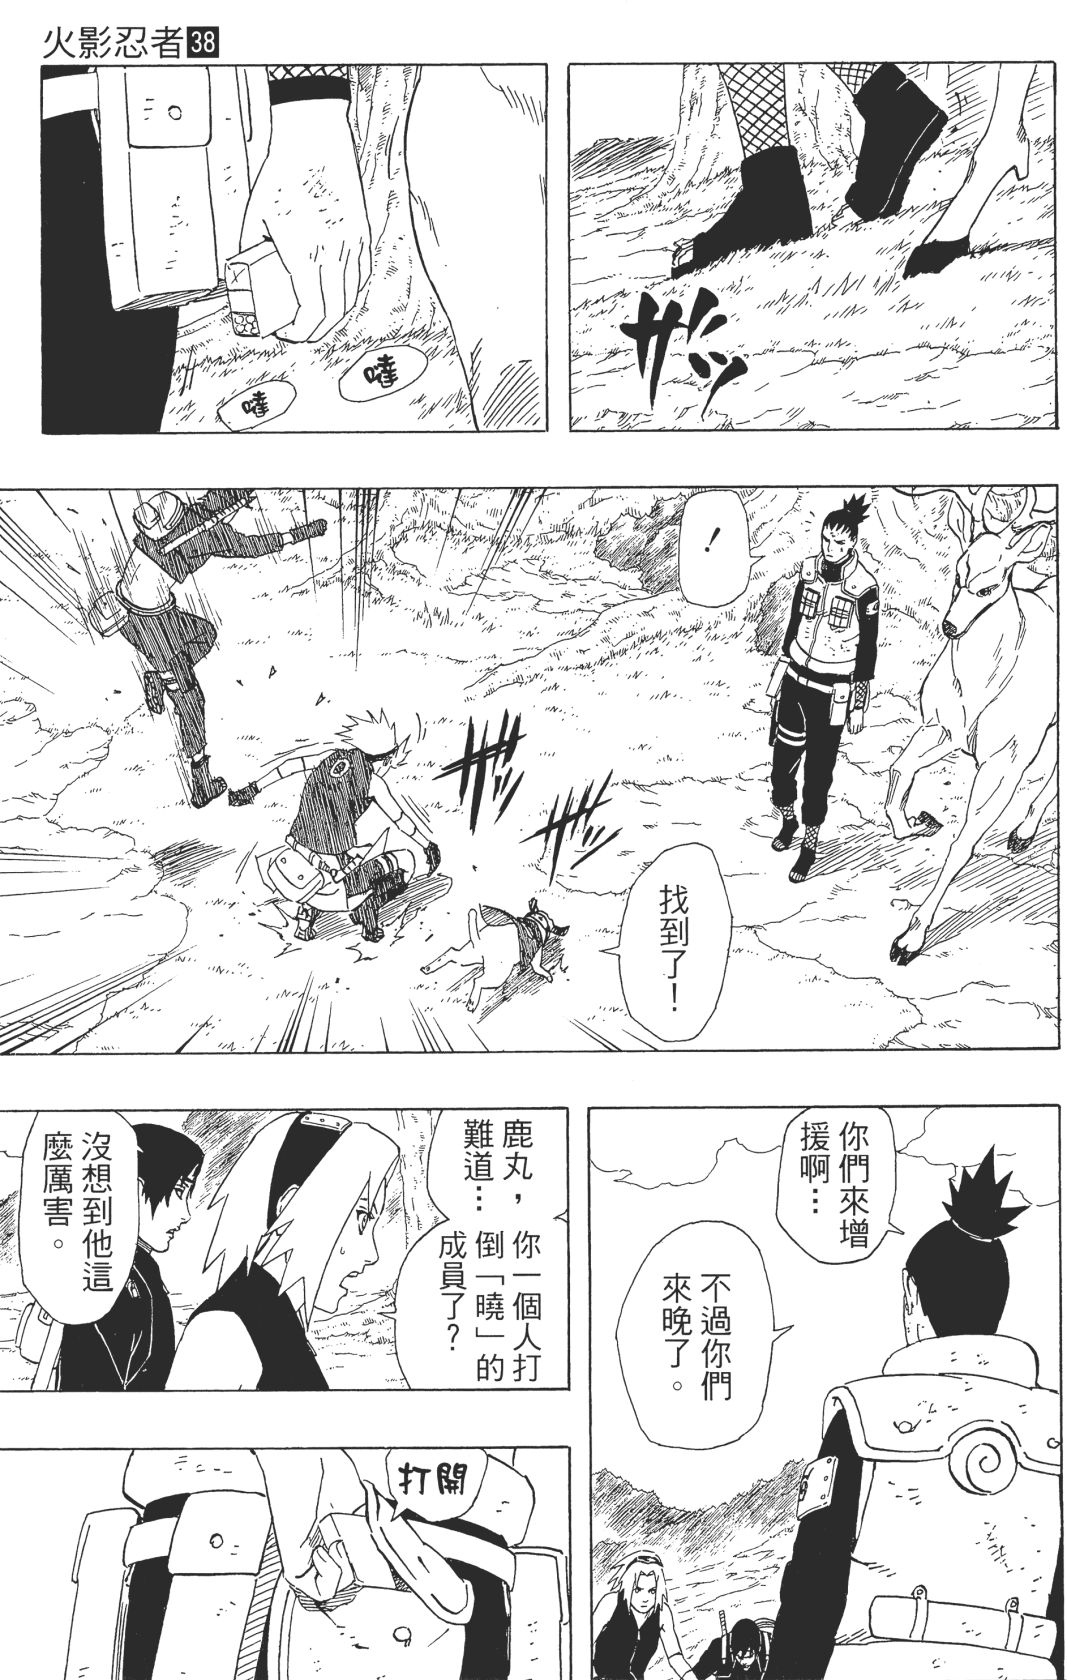 火影忍者38
ザッ
噠
噠
！
ザッ
ザッ
找到了！
你們來增
援啊…
不過你們
來晚了。
鹿丸，
難道…
你一個人打
倒「曉」的
成員了？
沒想到他這
麼厲害。
打開